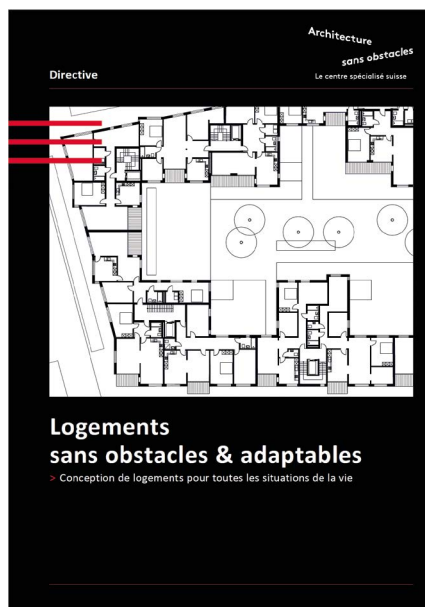 Architecture
sans obstacles
Directive
Le centre spécialisé suisse
Logements
sans obstacles & adaptables
> Conception de logements pour toutes les situations de la vie